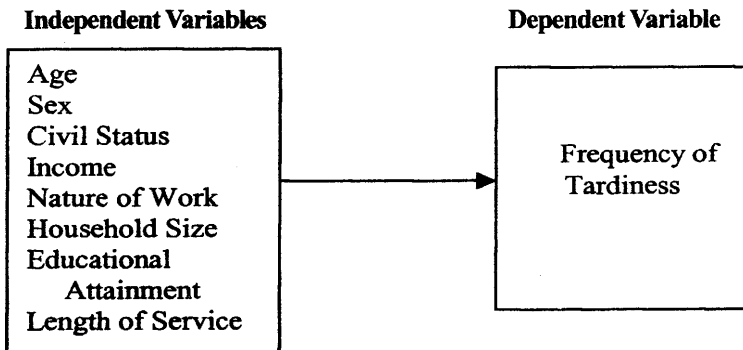 Independent Variables
Age
Sex
Civil Status
Income
Nature of Work
Household Size
Educational
Attainment
Length of Service
Dependent Variable
Frequency of
Tardiness